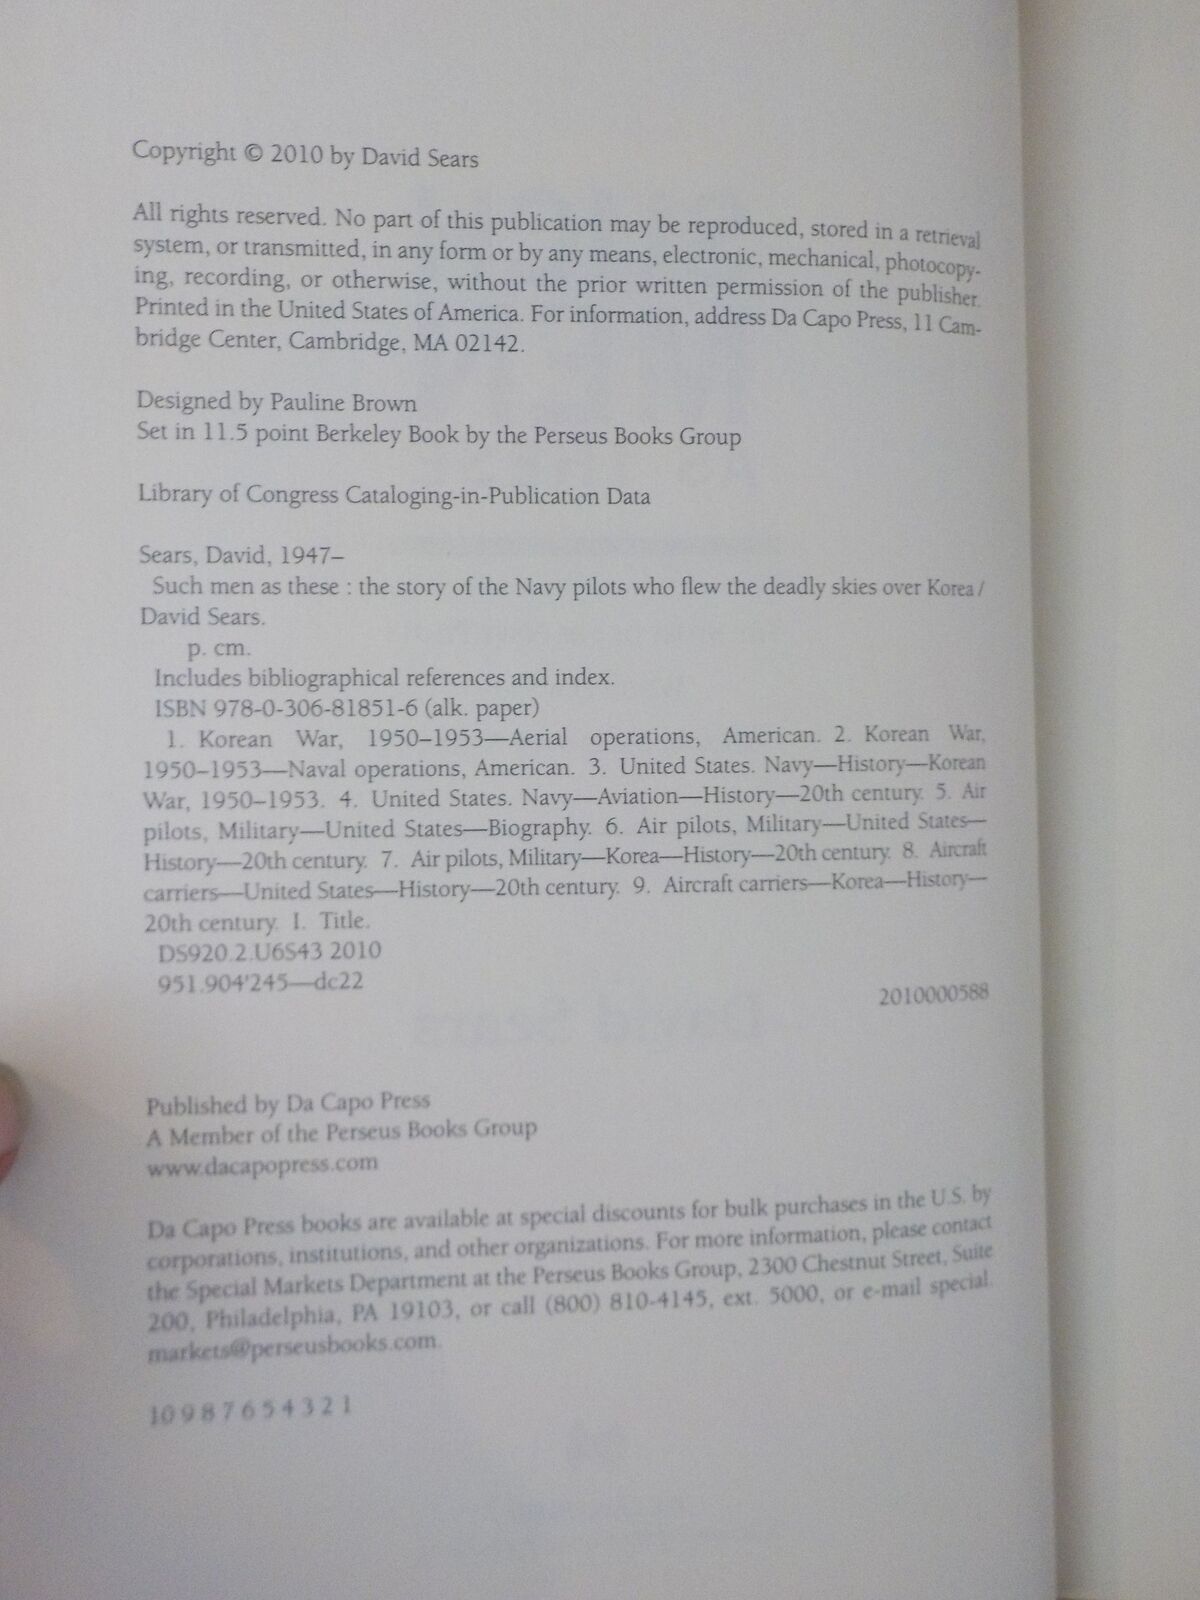 Copyright © 2010 by David Sears
All rights reserved. No part of this publication may be reproduced, stored in a retrieval
system, or transmitted, in any form or by any means, electronic, mechanical, photocopy-
ing, recording, or otherwise, without the prior written permission of the publisher.
Printed in the United States of America. For information, address Da Capo Press, 11 Cam-
bridge Center, Cambridge, MA 02142.
Designed by Pauline Brown
Set in 11.5 point Berkeley Book by the Perseus Books Group
Library of Congress Cataloging-in-Publication Data
Sears, David, 1947–
Such men as these : the story of the Navy pilots who flew the deadly skies over Korea /
David Sears.
p. cm.
Includes bibliographical references and index.
ISBN 978-0-306-81851-6 (alk. paper)
1. Korean War, 1950–1953—Aerial operations, American. 2. Korean War,
1950–1953—Naval operations, American. 3. United States. Navy—History—Korean
War, 1950–1953. 4. United States. Navy—Aviation—History—20th century. 5. Air
pilots, Military—United States—Biography. 6. Air pilots, Military—United States—
History—20th century. 7. Air pilots, Military—Korea—History—20th century. 8. Aircraft
carriers—United States—History—20th century. 9. Aircraft carriers—Korea—History—
20th century. I. Title.
DS920.2.U6S43 2010
951.904'245—dc22
2010000588
Published by Da Capo Press
A Member of the Perseus Books Group
www.dacapopress.com
Da Capo Press books are available at special discounts for bulk purchases in the U.S. by
corporations, institutions, and other organizations. For more information, please contact
the Special Markets Department at the Perseus Books Group, 2300 Chestnut Street, Suite
200, Philadelphia, PA 19103, or call (800) 810-4145, ext. 5000, or e-mail special.
markets@perseusbooks.com.
10 9 8 7 6 5 4 3 2 1